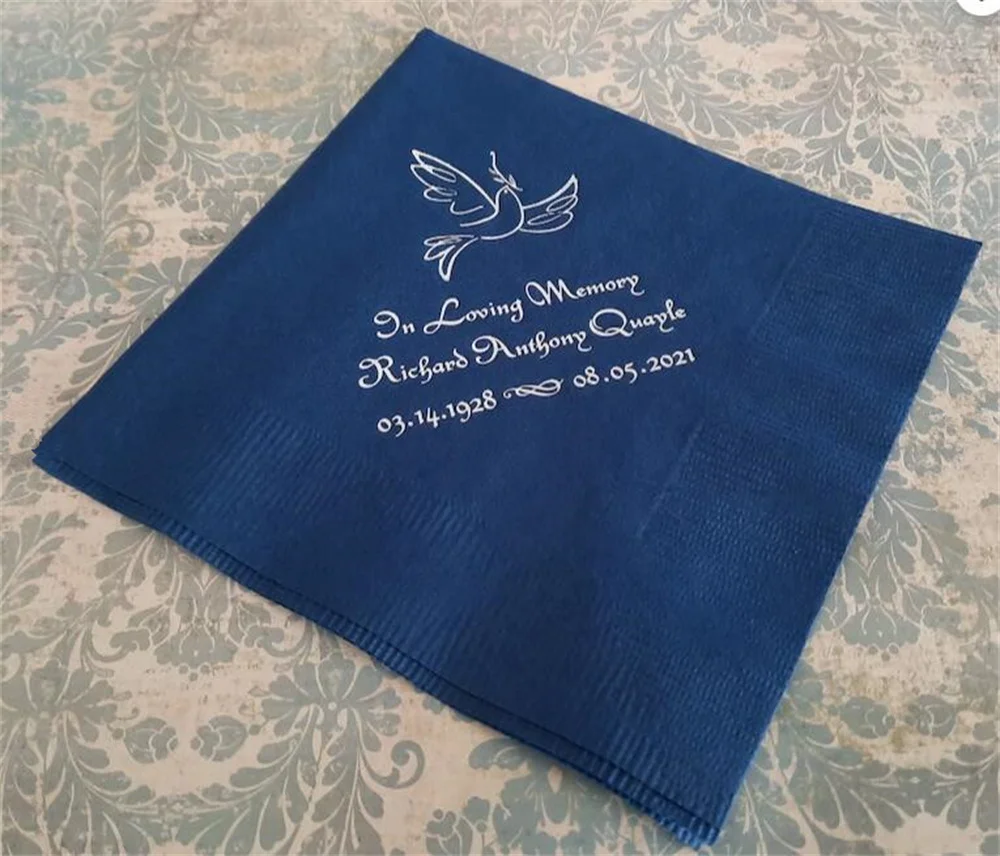 In Loving Memory
Richard Anthony Quayle
03.14.1928 08.05.2021